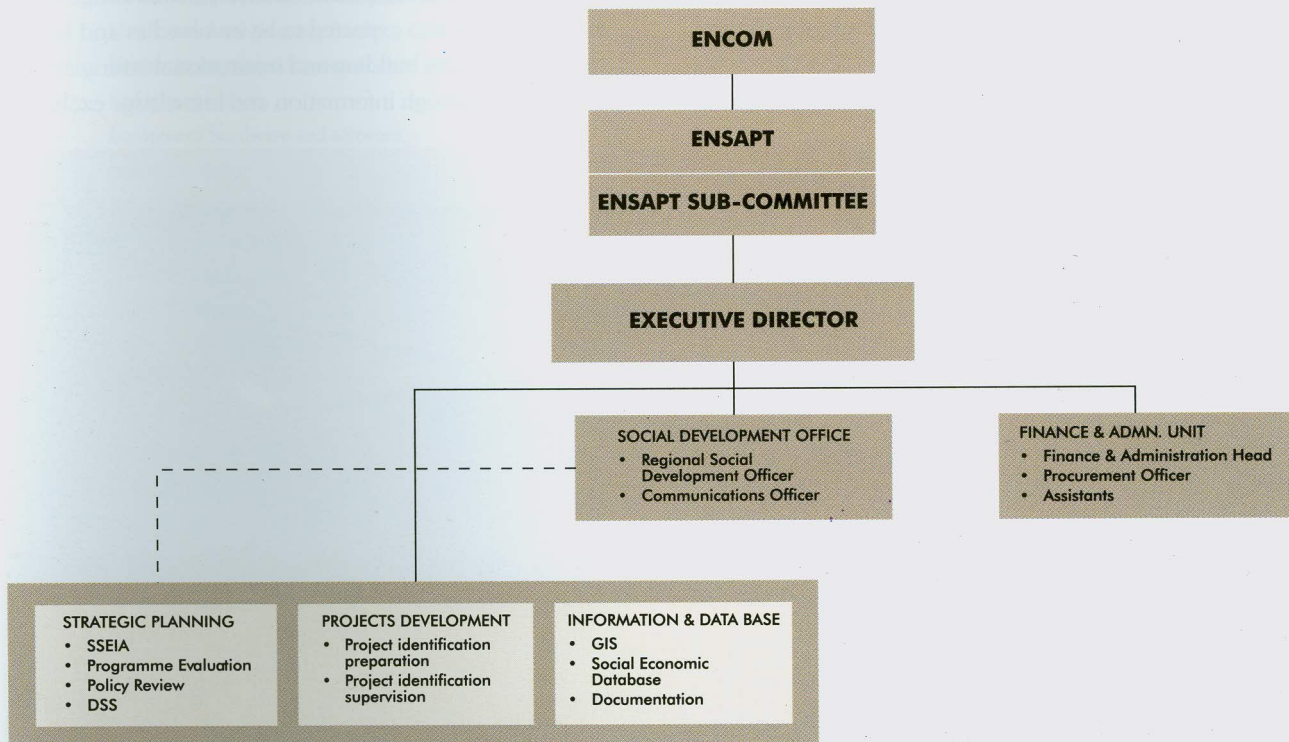 ENCOM
ENSAPT
ENSAPT SUB-COMMITTEE
EXECUTIVE DIRECTOR
SOCIAL DEVELOPMENT OFFICE
• Regional Social
Development Officer
• Communications Officer
FINANCE & ADMN. UNIT
• Finance & Administration Head
• Procurement Officer
• Assistants
STRATEGIC PLANNING
• SSEIA
• Programme Evaluation
• Policy Review
• DSS
PROJECTS DEVELOPMENT
• Project identification
preparation
• Project identification
supervision
INFORMATION & DATA BASE
• GIS
• Social Economic
Database
• Documentation